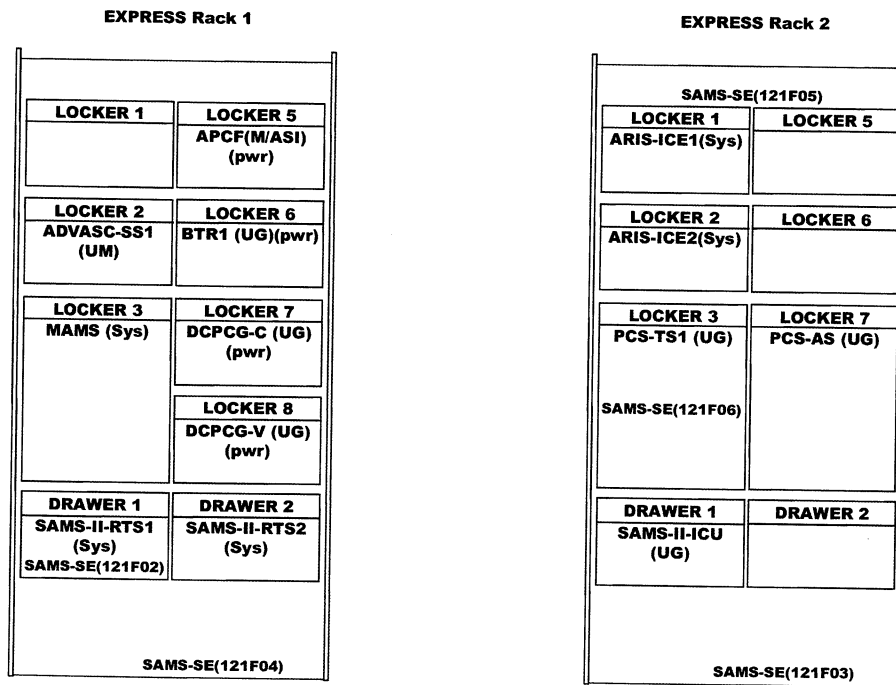 EXPRESS Rack 1
LOCKER 1
LOCKER 5
APCF(M/ASI)
(pwr)
LOCKER 2
ADVASC-SS1
(UM)
LOCKER 6
BTR1 (UG)(pwr)
LOCKER 3
MAMS (Sys)
LOCKER 7
DCPCG-C (UG)
(pwr)
LOCKER 8
DCPCG-V (UG)
(pwr)
DRAWER 1
SAMS-II-RTS1
(Sys)
SAMS-SE(121F02)
DRAWER 2
SAMS-II-RTS2
(Sys)
SAMS-SE(121F04)
EXPRESS Rack 2
SAMS-SE(121F05)
LOCKER 1
ARIS-ICE1(Sys)
LOCKER 5
LOCKER 2
ARIS-ICE2(Sys)
LOCKER 6
LOCKER 3
PCS-TS1 (UG)
SAMS-SE(121F06)
LOCKER 7
PCS-AS (UG)
DRAWER 1
SAMS-II-ICU
(UG)
DRAWER 2
SAMS-SE(121F03)